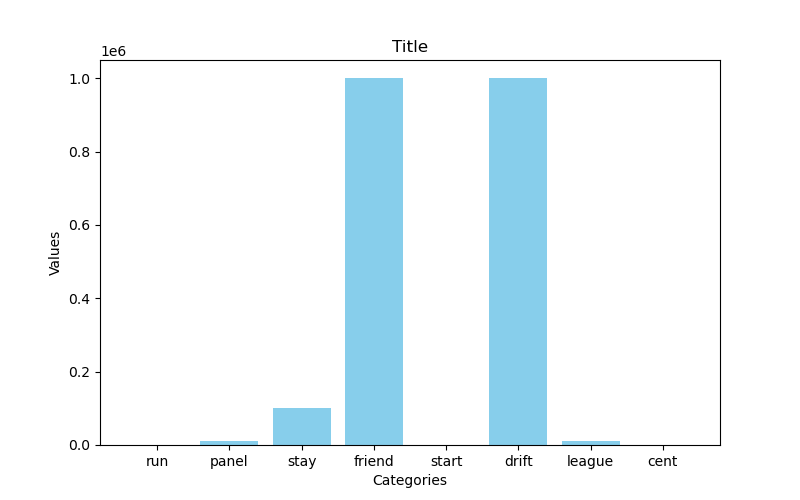 Title
1e6
1.0
0.8
0.6
0.4
0.2
0.0
Values
run panel stay friend start drift league cent
Categories